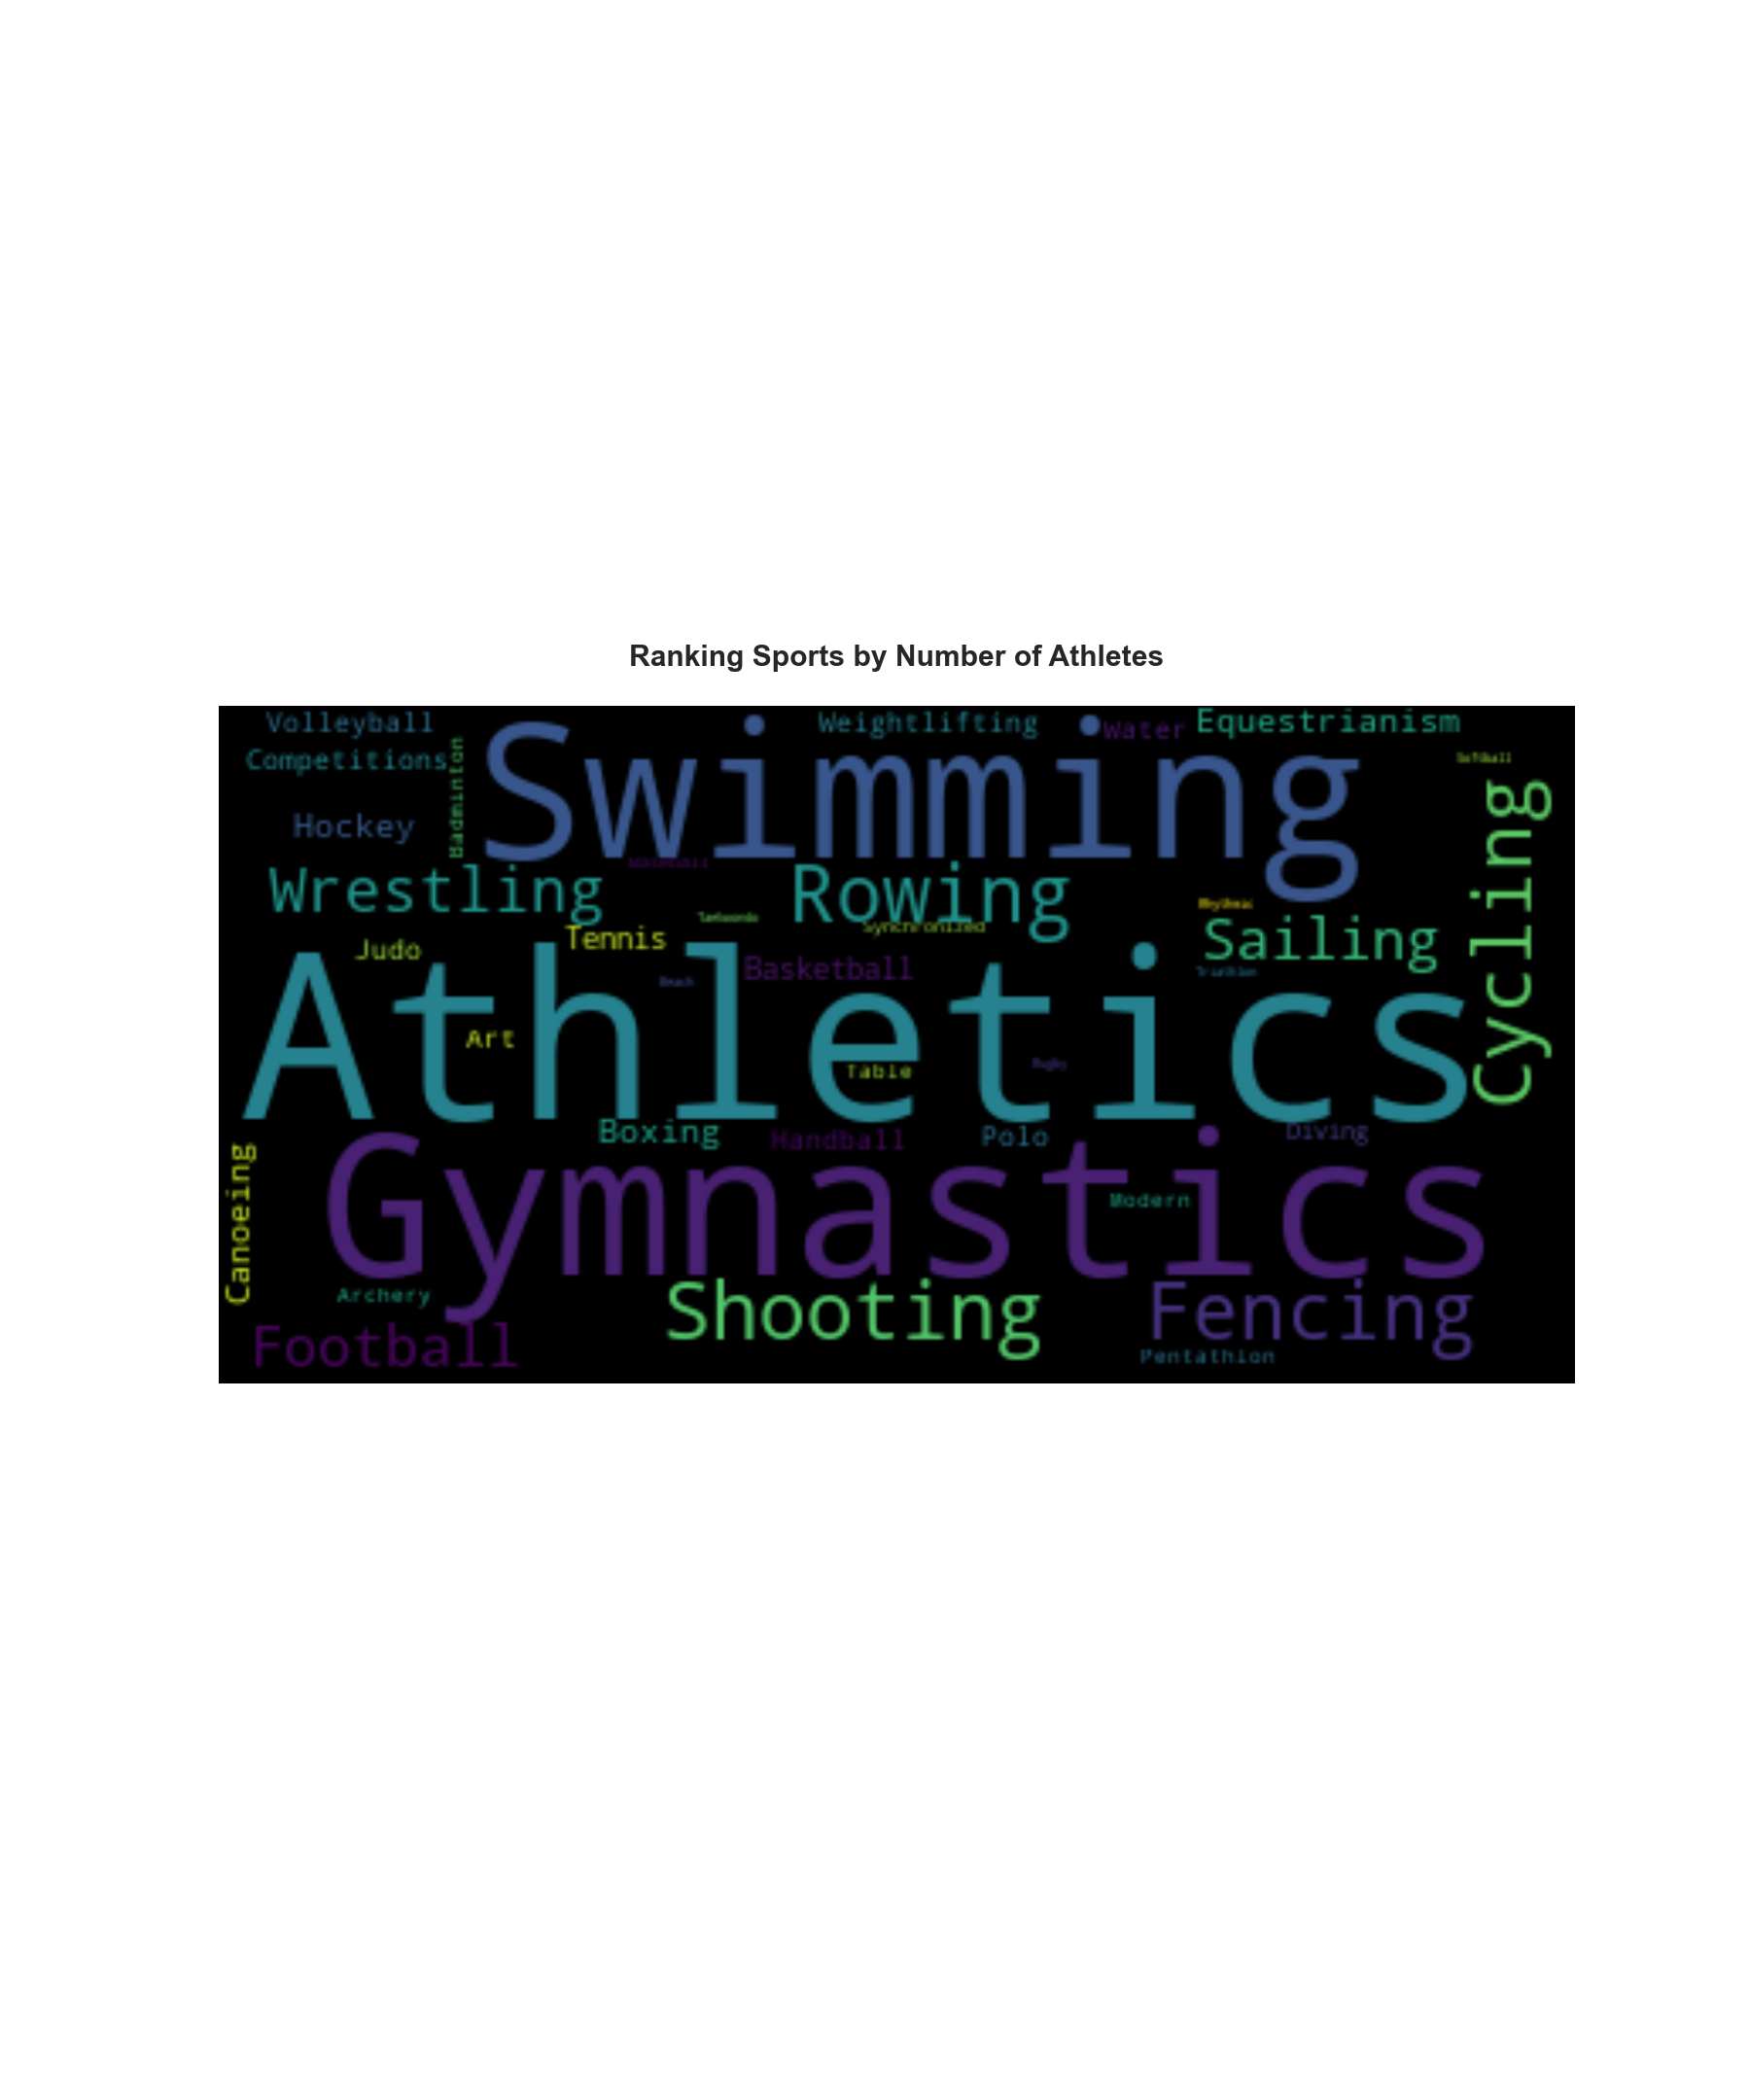 Ranking Sports by Number of Athletes
Volleyball
Weightlifting
Water
Equestrianism
Competitions
Badminton
Swimming
Softball
Hockey
Cycling
Baseball
Wrestling
Rowing
Rhythmic
Taekwondo
Synchronized
Sailing
Judo
Tennis
Basketball
Triathlon
Beach
Athletics
Art
Table
Rugby
Boxing
Handball
Polo
Diving
Canoeing
Gymnastics
Modern
Archery
Shooting
Fencing
Football
Pentathlon